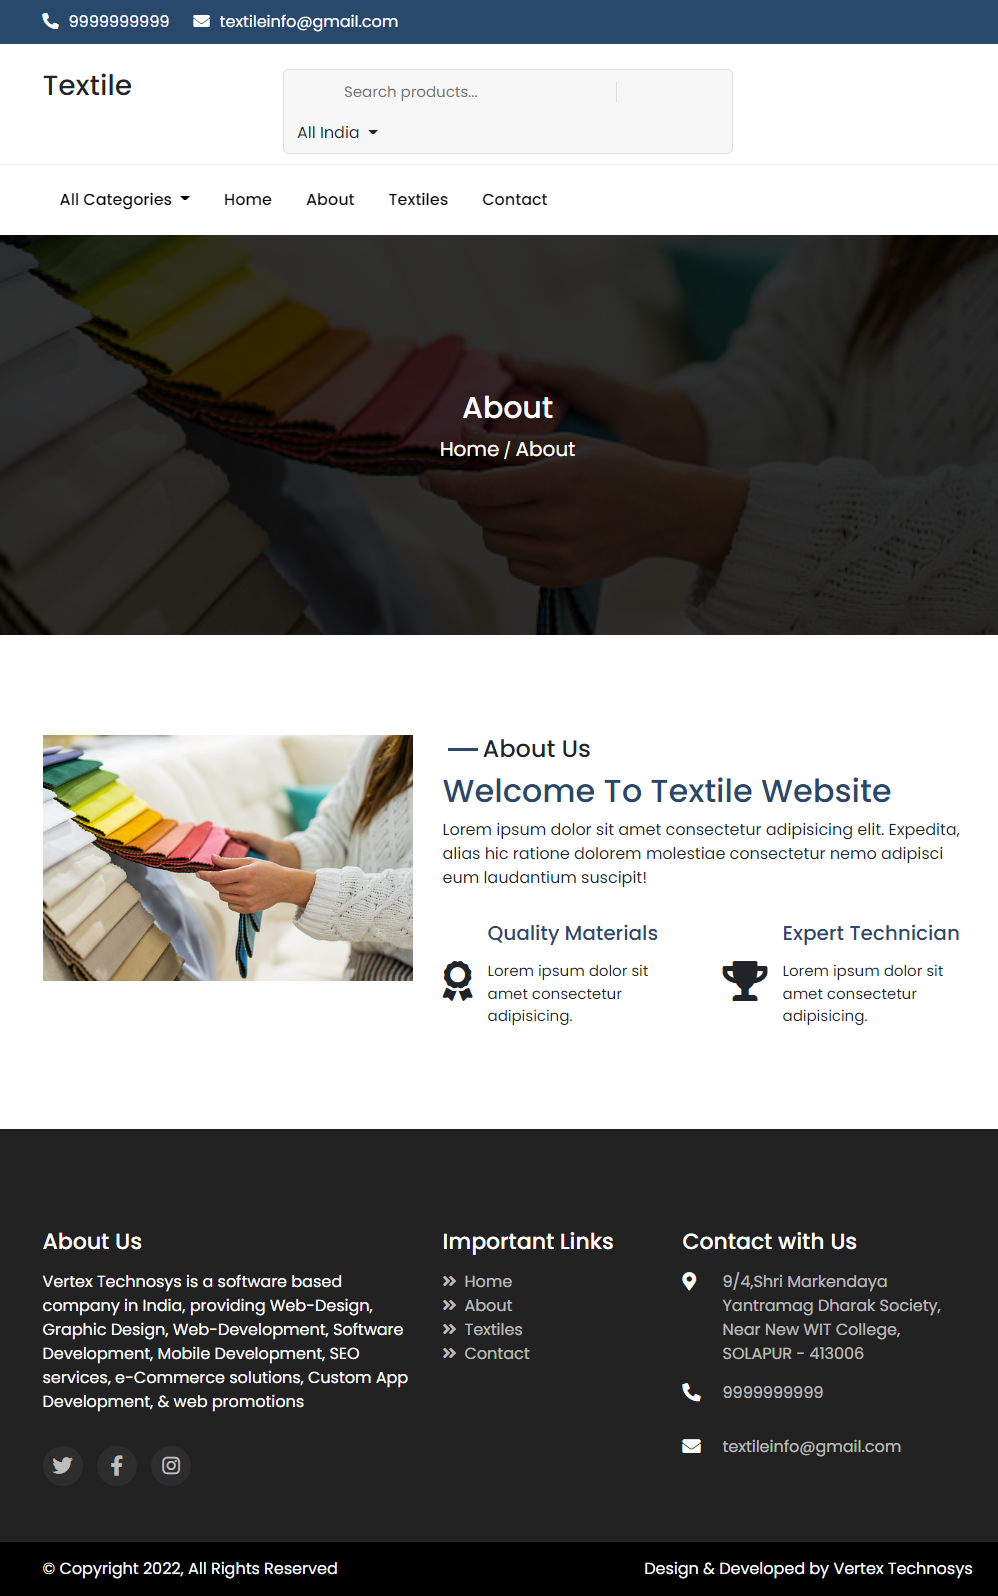 9999999999 textileinfo@gmail.com
Textile
Search products...
All India
All Categories Home About Textiles Contact
About
Home / About
About Us
Welcome To Textile Website
Lorem ipsum dolor sit amet consectetur adipisicing elit. Expedita,
alias hic ratione dolorem molestiae consectetur nemo adipisci
eum laudantium suscipit!
Quality Materials
Lorem ipsum dolor sit
amet consectetur
adipisicing.
Expert Technician
Lorem ipsum dolor sit
amet consectetur
adipisicing.
About Us
Vertex Technosys is a software based
company in India, providing Web-Design,
Graphic Design, Web-Development, Software
Development, Mobile Development, SEO
services, e-Commerce solutions, Custom App
Development, & web promotions
Important Links
Home
About
Textiles
Contact
Contact with Us
9/4,Shri Markendaya
Yantramag Dharak Society,
Near New WIT College,
SOLAPUR - 413006
9999999999
textileinfo@gmail.com
© Copyright 2022, All Rights Reserved
Design & Developed by Vertex Technosys